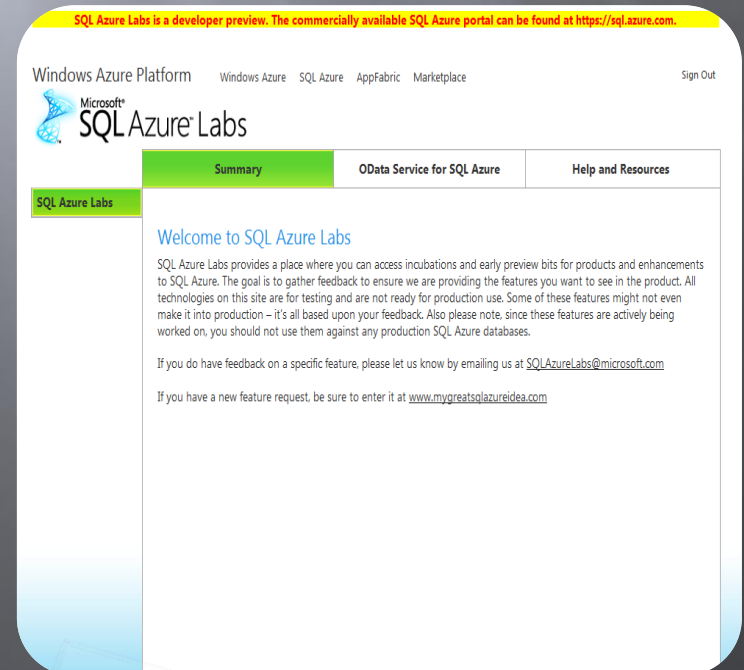 SQL Azure Labs is a developer preview. The commercially available SQL Azure portal can be found at https://sql.azure.com.
Windows Azure Platform Windows Azure SQL Azure AppFabric Marketplace Sign Out
Microsoft®
SQL Azure™ Labs
Summary OData Service for SQL Azure Help and Resources
SQL Azure Labs
Welcome to SQL Azure Labs
SQL Azure Labs provides a place where you can access incubations and early preview bits for products and enhancements
to SQL Azure. The goal is to gather feedback to ensure we are providing the features you want to see in the product. All
technologies on this site are for testing and are not ready for production use. Some of these features might not even
make it into production – it's all based upon your feedback. Also please note, since these features are actively being
worked on, you should not use them against any production SQL Azure databases.
If you do have feedback on a specific feature, please let us know by emailing us at SQLAzureLabs@microsoft.com
If you have a new feature request, be sure to enter it at www.mygreatsqlazureidea.com